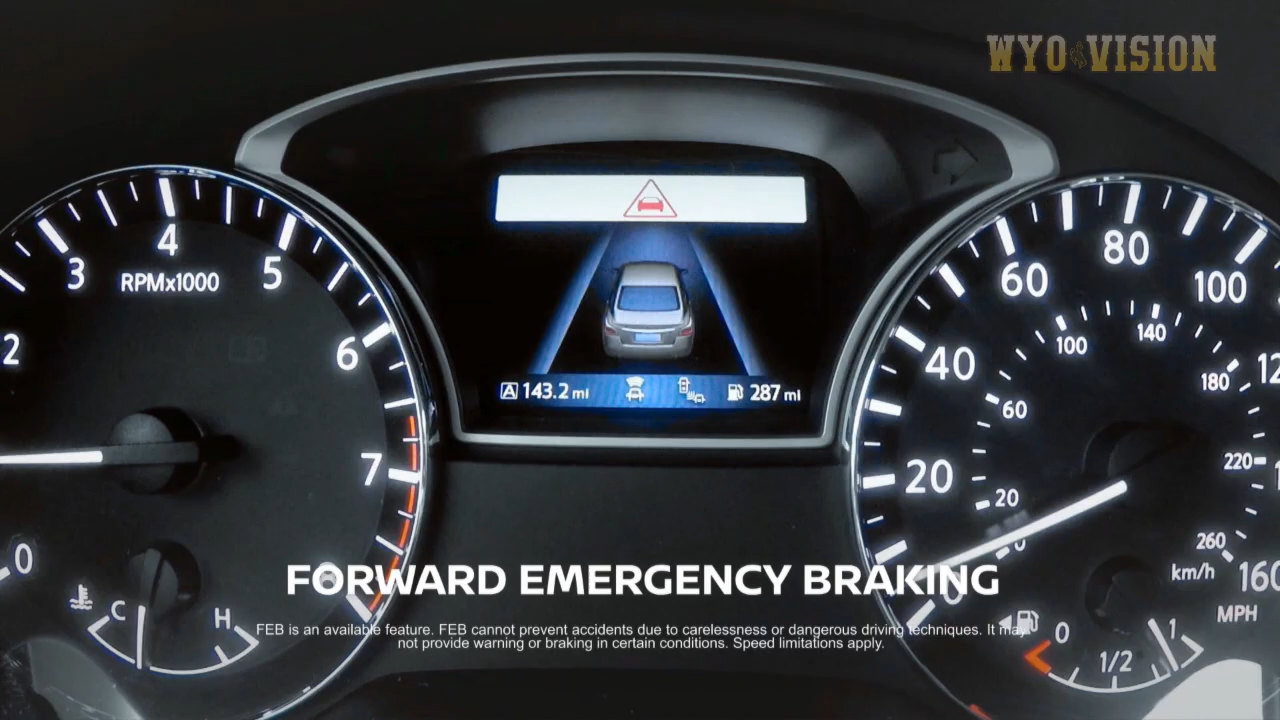 WYO VISION
80
4
60
100
3
5
RPMx1000
140
100
2
6
40
12
180
A 143.2 mi
287 mi
60
7
20
220
20
0
260
km/h
160
0
FORWARD EMERGENCY BRAKING
0
C
H
MPH
FEB is an available feature. FEB cannot prevent accidents due to carelessness or dangerous driving techniques. It may
0
1
not provide warning or braking in certain conditions. Speed limitations apply.
1/2